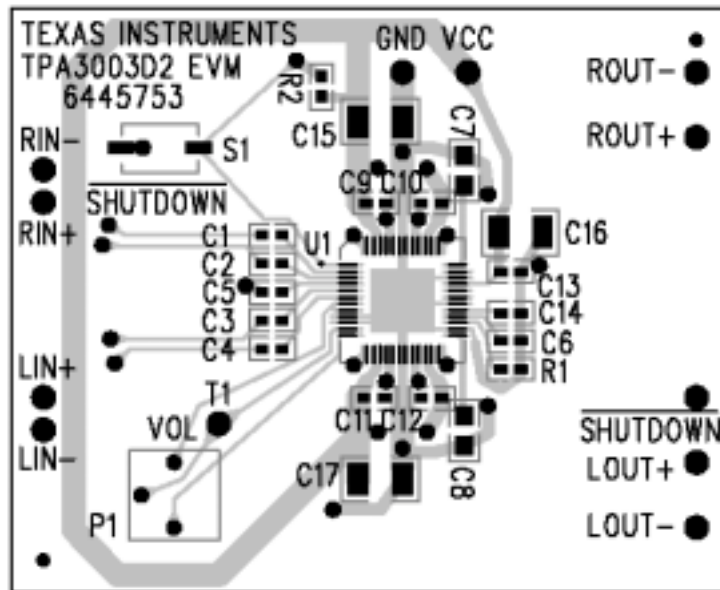 TEXAS INSTRUMENTS
TPA3003D2 EVM
6445753
GND VCC
ROUT-
ROUT+
R2
C15
C7
RIN-
S1
SHUTDOWN
C9 C10
RIN+
C1
U1
C16
C2
C5
C13
C3
C14
C4
C6
LIN+
R1
T1
VOL
C11 C12
SHUTDOWN
LIN-
C17
C8
LOUT+
P1
LOUT-